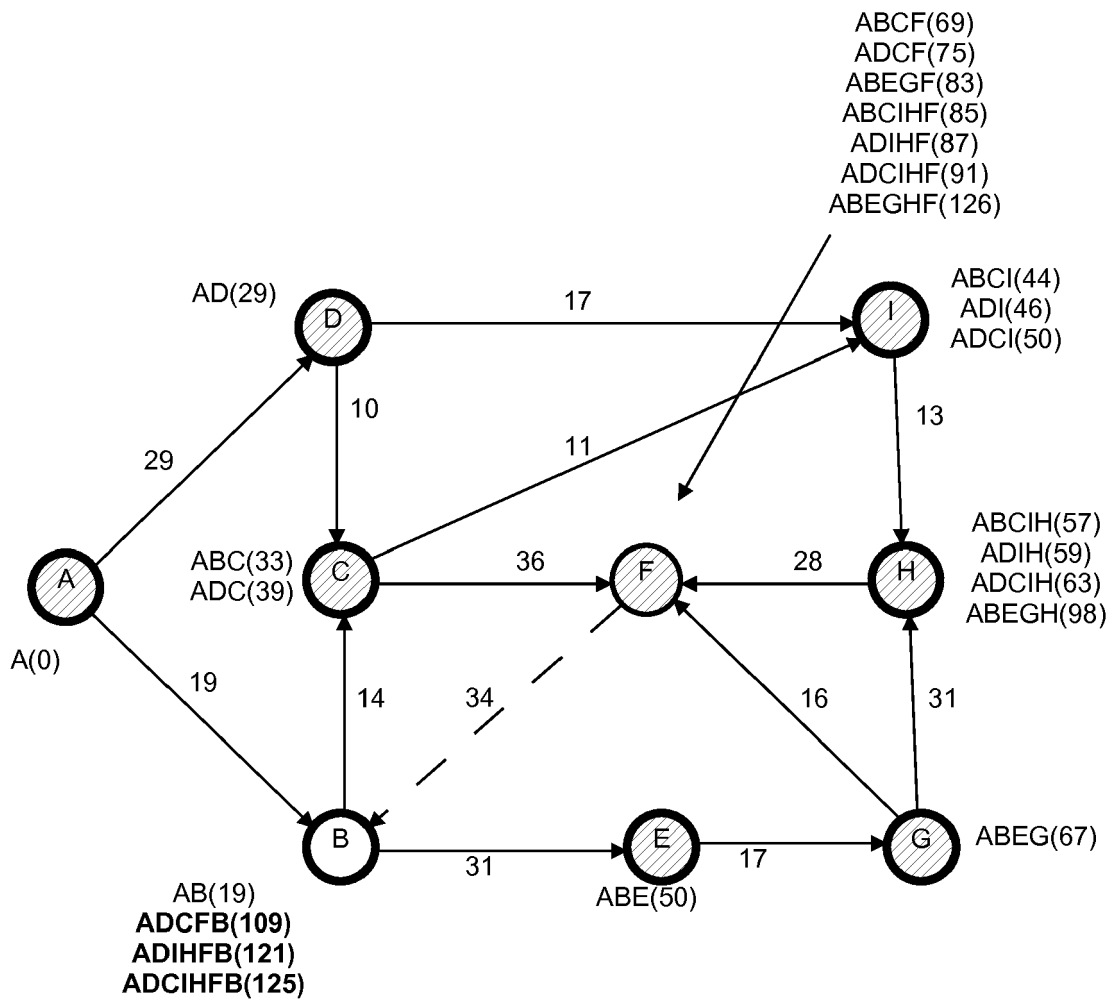 ABCF(69)
ADCF(75)
ABEGF(83)
ABCIHF(85)
ADIHF(87)
ADCIHF(91)
ABEGHF(126)
AD(29)
D
17
I
ABCI(44)
ADI(46)
ADCI(50)
10
11
13
29
A
A(0)
ABC(33)
ADC(39)
C
36
F
28
H
ABCIH(57)
ADIH(59)
ADCIH(63)
ABEGH(98)
19
14
34
16
31
B
31
E
17
G
ABEG(67)
ABE(50)
AB(19)
ADCFB(109)
ADIHFB(121)
ADCIHFB(125)